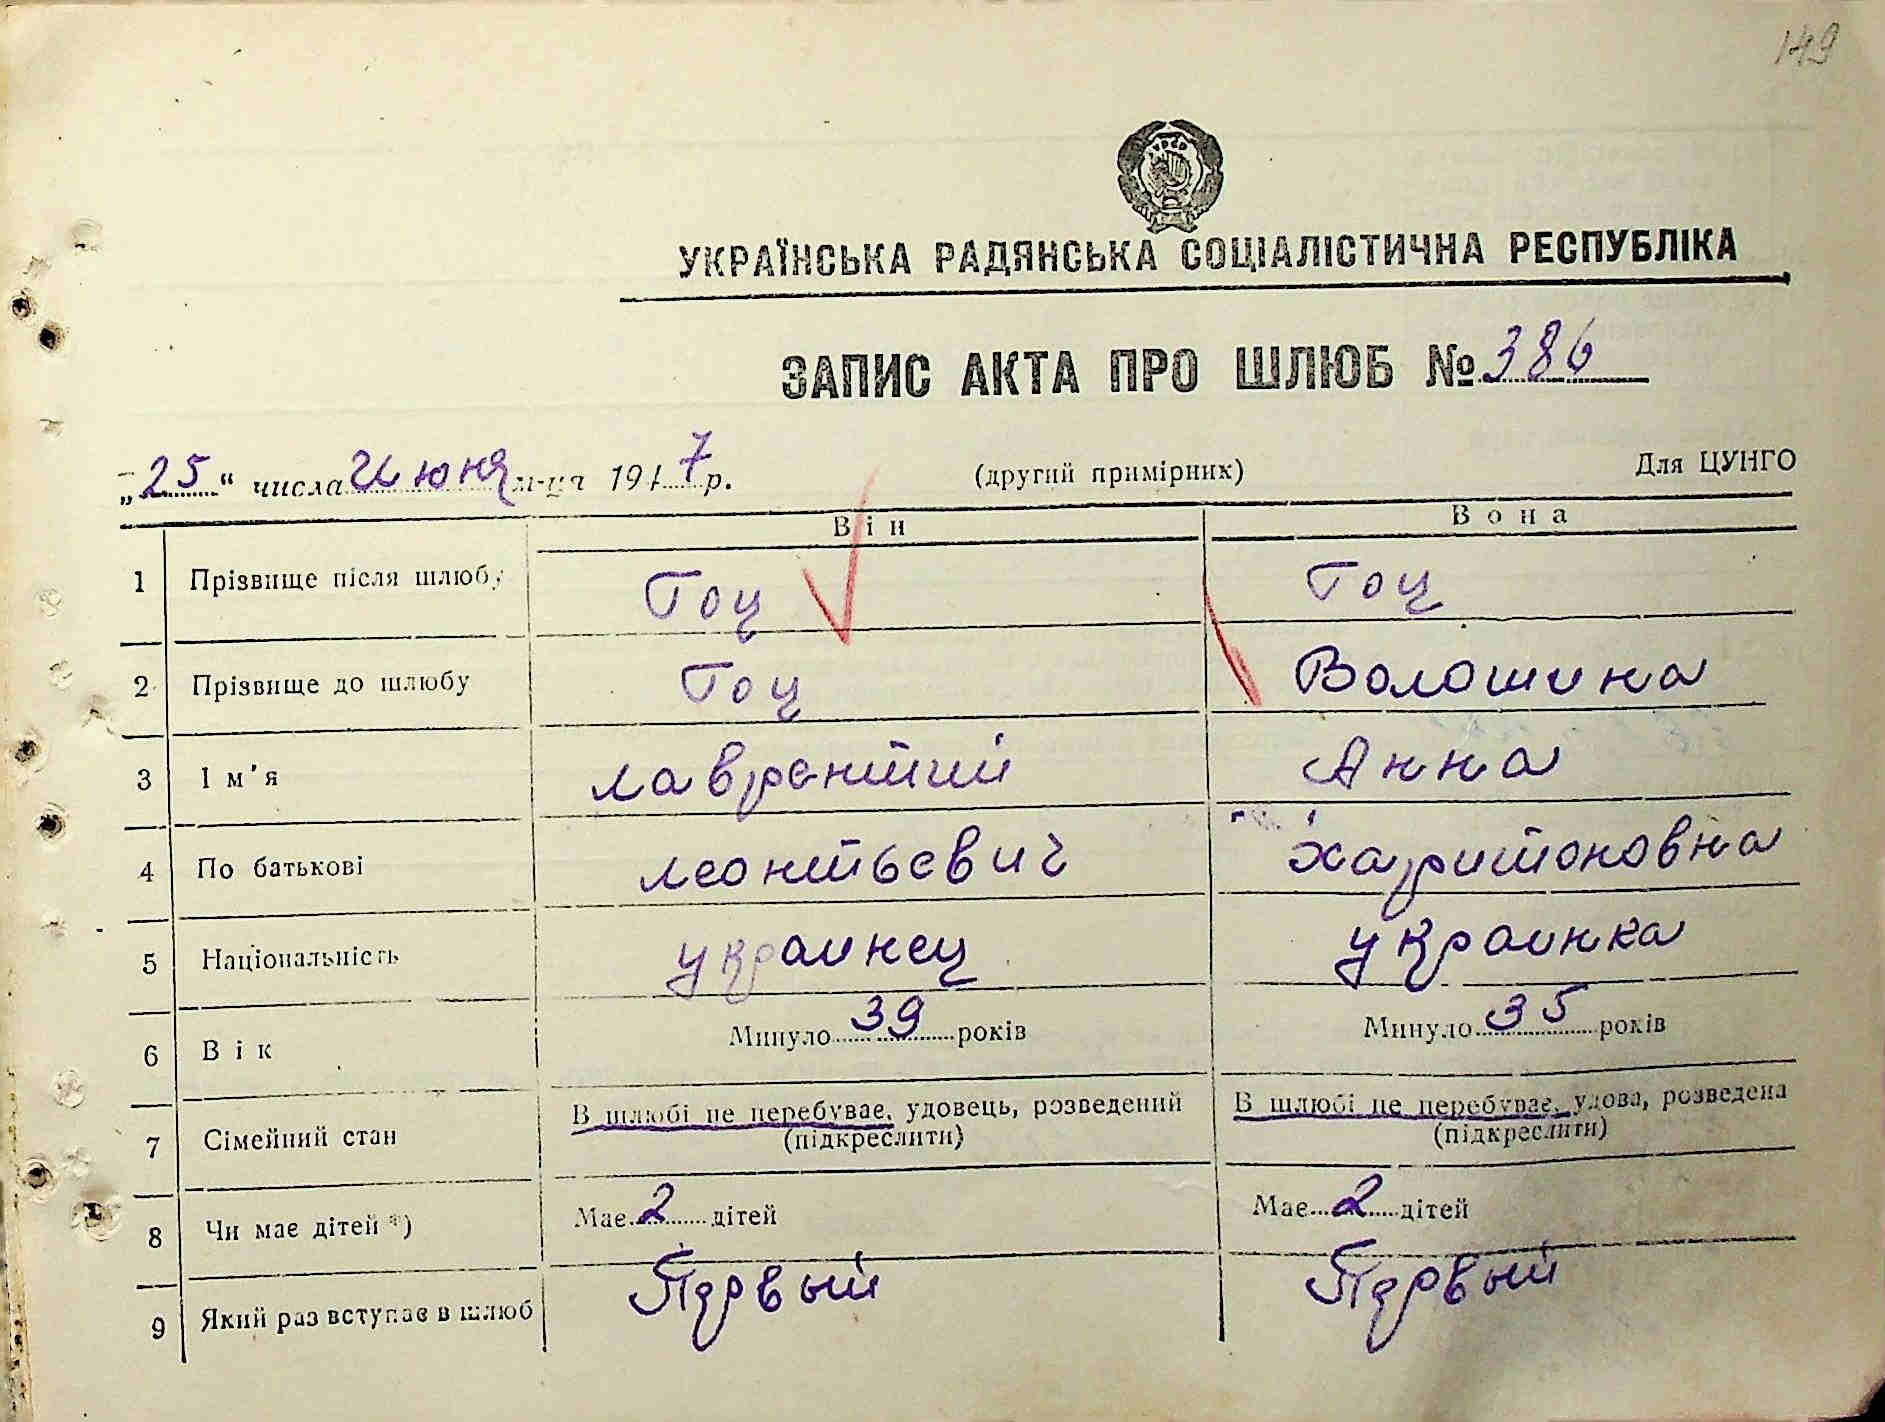 149
УРСР
УКРАЇНСЬКА РАДЯНСЬКА СОЦІАЛІСТИЧНА РЕСПУБЛІКА
ЗАПИС АКТА ПРО ШЛЮБ № 386
„25“ числа Июня м-ця 1947 р. (другий примірник) Для ЦУНГО
Він Вона
1 Прізвище після шлюбу Гоц Гоц
2 Прізвище до шлюбу Гоц Волошина
3 Ім'я Лаврентий Анна
4 По батькові Леонтьевич Харитоновна
5 Національність украинец украинка
6 Вік Минуло 39 років Минуло 35 років
7 Сімейний стан В шлюбі не перебуває, удовець, розведений (підкреслити) В шлюбі не перебуває, удова, розведена (підкреслити)
8 Чи має дітей *) Має 2 дітей Має 2 дітей
9 Який раз вступає в шлюб Первый Первый